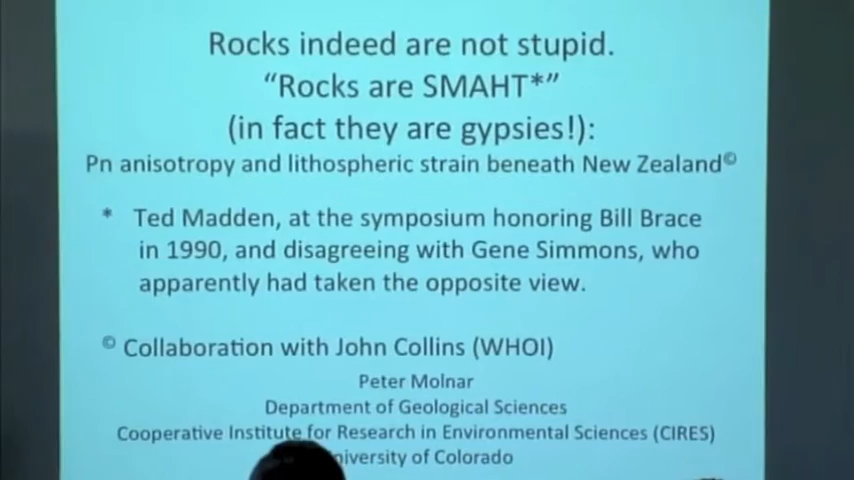 Rocks indeed are not stupid.
“Rocks are SMAHT*”
(in fact they are gypsies!):
Pn anisotropy and lithospheric strain beneath New Zealand©
* Ted Madden, at the symposium honoring Bill Brace
in 1990, and disagreeing with Gene Simmons, who
apparently had taken the opposite view.
© Collaboration with John Collins (WHOI)
Peter Molnar
Department of Geological Sciences
Cooperative Institute for Research in Environmental Sciences (CIRES)
of Colorado